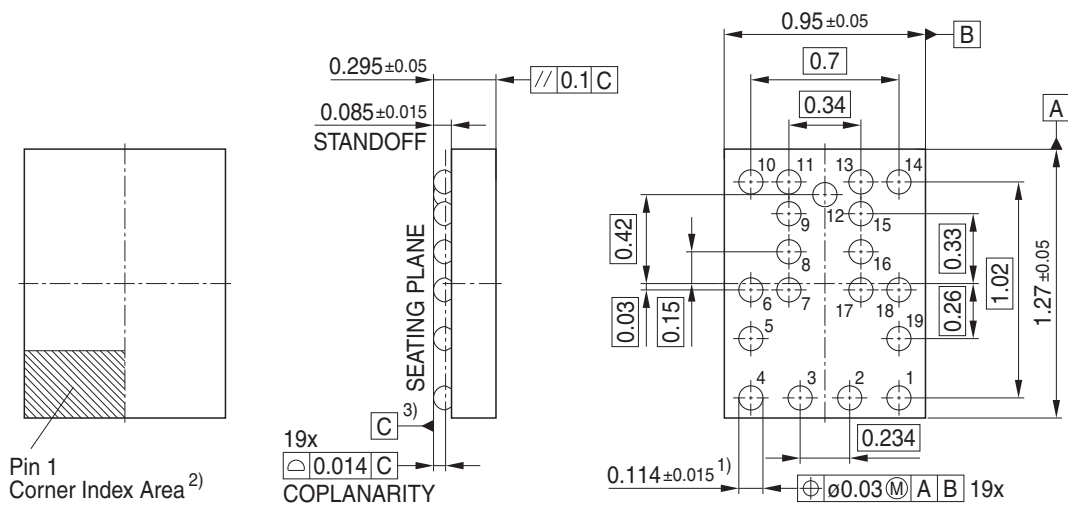 0.295 ±0.05
// 0.1 C
0.085 ±0.015
STANDOFF
SEATING PLANE
C 3)
19x
⌓ 0.014 C
COPLANARITY
Pin 1
Corner Index Area 2)
0.95 ±0.05
B
0.7
0.34
A
10 11 13 14
12
9 15
8 16
6 7 17 18
5 19
4 3 2 1
0.42
0.03
0.15
0.33
0.26
1.02
1.27 ±0.05
0.234
0.114 ±0.015 1)
⌖ ø0.03 Ⓜ A B 19x